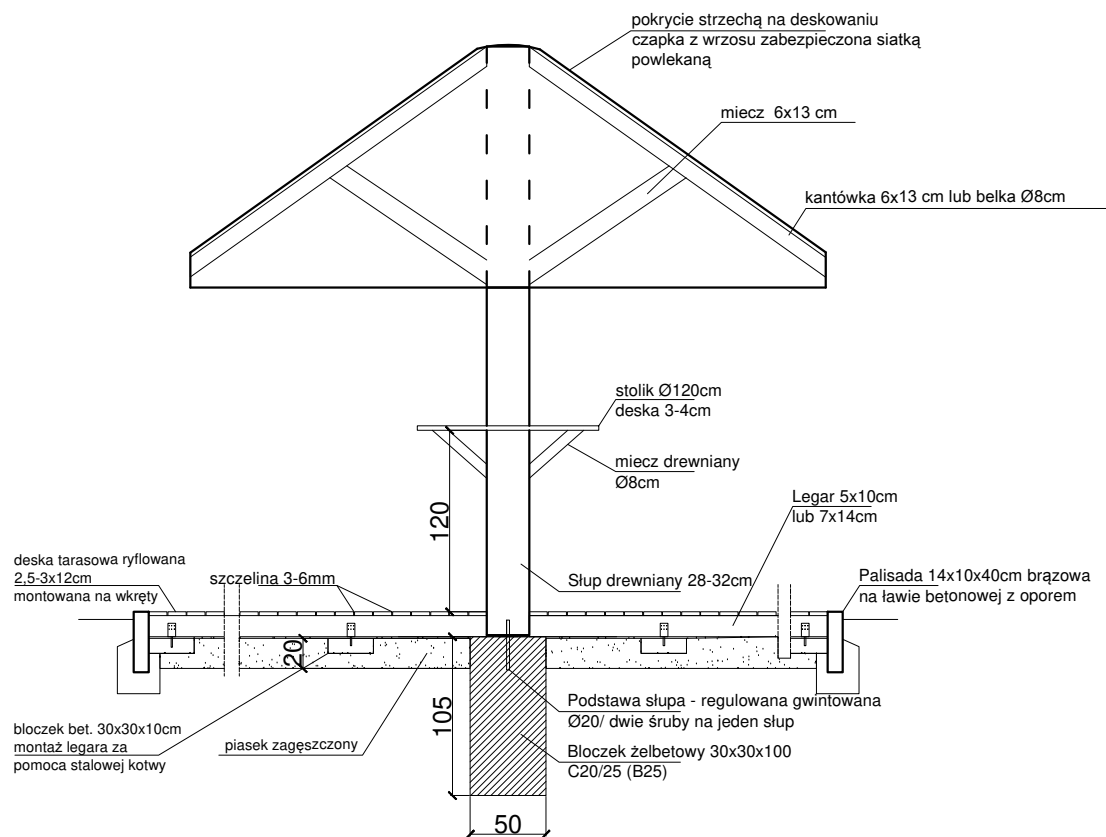 pokrycie strzechą na deskowaniu
czapka z wrzosu zabezpieczona siatką
powlekaną
miecz 6x13 cm
kantówka 6x13 cm lub belka Ø8cm
stolik Ø120cm
deska 3-4cm
miecz drewniany
Ø8cm
120
Legar 5x10cm
lub 7x14cm
deska tarasowa ryflowana
2,5-3x12cm
montowana na wkręty
szczelina 3-6mm
Słup drewniany 28-32cm
Palisada 14x10x40cm brązowa
na ławie betonowej z oporem
20
105
Podstawa słupa - regulowana gwintowana
Ø20/ dwie śruby na jeden słup
bloczek bet. 30x30x10cm
montaż legara za
pomoca stalowej kotwy
piasek zagęszczony
Bloczek żelbetowy 30x30x100
C20/25 (B25)
50